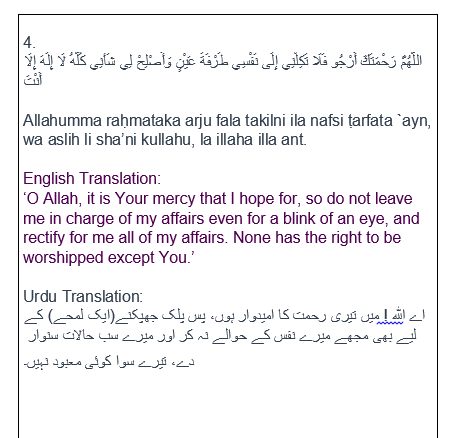 4.
اللَّهُمَّ رَحْمَتَكَ أَرْجُو فَلَا تَكِلْنِي إِلَى نَفْسِي طَرْفَةَ عَيْنٍ وَأَصْلِحْ لِي شَأْنِي كُلَّهُ لَا إِلَهَ إِلَّا
أَنْتَ
Allahumma raḥmataka arju fala takilni ila nafsi ṭarfata `ayn,
wa aslih li sha’ni kullahu, la illaha illa ant.
English Translation:
‘O Allah, it is Your mercy that I hope for, so do not leave
me in charge of my affairs even for a blink of an eye, and
rectify for me all of my affairs. None has the right to be
worshipped except You.’
Urdu Translation:
اے اللہ ! میں تیری رحمت کا امیدوار ہوں، پس پلک جھپکنے(ایک لمحے) کے
لیے بھی مجھے میرے نفس کے حوالے نہ کر اور میرے سب حالات سنوار
دے، تیرے سوا کوئی معبود نہیں۔